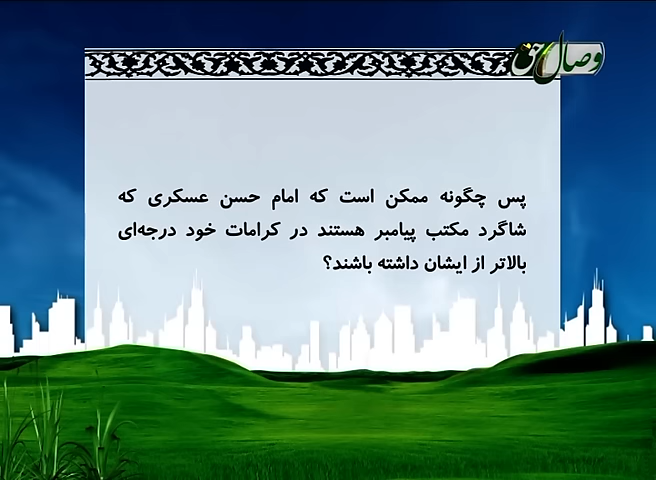 وصال حق
پس چگونه ممکن است که امام حسن عسکری که
شاگرد مکتب پیامبر هستند در کرامات خود درجه‌ای
بالاتر از ایشان داشته باشند؟